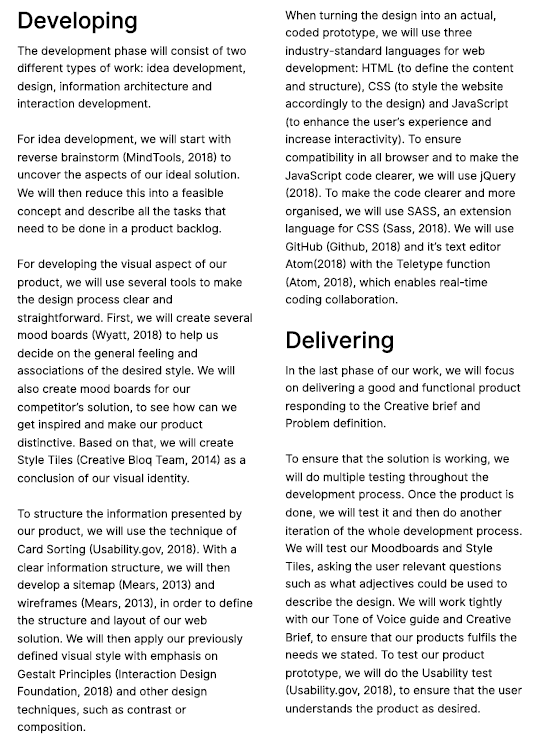 Developing
The development phase will consist of two
different types of work: idea development,
design, information architecture and
interaction development.
For idea development, we will start with
reverse brainstorm (MindTools, 2018) to
uncover the aspects of our ideal solution.
We will then reduce this into a feasible
concept and describe all the tasks that
need to be done in a product backlog.
For developing the visual aspect of our
product, we will use several tools to make
the design process clear and
straightforward. First, we will create several
mood boards (Wyatt, 2018) to help us
decide on the general feeling and
associations of the desired style. We will
also create mood boards for our
competitor's solution, to see how can we
get inspired and make our product
distinctive. Based on that, we will create
Style Tiles (Creative Bloq Team, 2014) as a
conclusion of our visual identity.
To structure the information presented by
our product, we will use the technique of
Card Sorting (Usability.gov, 2018). With a
clear information structure, we will then
develop a sitemap (Mears, 2013) and
wireframes (Mears, 2013), in order to define
the structure and layout of our web
solution. We will then apply our previously
defined visual style with emphasis on
Gestalt Principles (Interaction Design
Foundation, 2018) and other design
techniques, such as contrast or
composition.
When turning the design into an actual,
coded prototype, we will use three
industry-standard languages for web
development: HTML (to define the content
and structure), CSS (to style the website
accordingly to the design) and JavaScript
(to enhance the user's experience and
increase interactivity). To ensure
compatibility in all browser and to make the
JavaScript code clearer, we will use jQuery
(2018). To make the code clearer and more
organised, we will use SASS, an extension
language for CSS (Sass, 2018). We will use
GitHub (Github, 2018) and it's text editor
Atom(2018) with the Teletype function
(Atom, 2018), which enables real-time
coding collaboration.
Delivering
In the last phase of our work, we will focus
on delivering a good and functional product
responding to the Creative brief and
Problem definition.
To ensure that the solution is working, we
will do multiple testing throughout the
development process. Once the product is
done, we will test it and then do another
iteration of the whole development process.
We will test our Moodboards and Style
Tiles, asking the user relevant questions
such as what adjectives could be used to
describe the design. We will work tightly
with our Tone of Voice guide and Creative
Brief, to ensure that our products fulfils the
needs we stated. To test our product
prototype, we will do the Usability test
(Usability.gov, 2018), to ensure that the user
understands the product as desired.